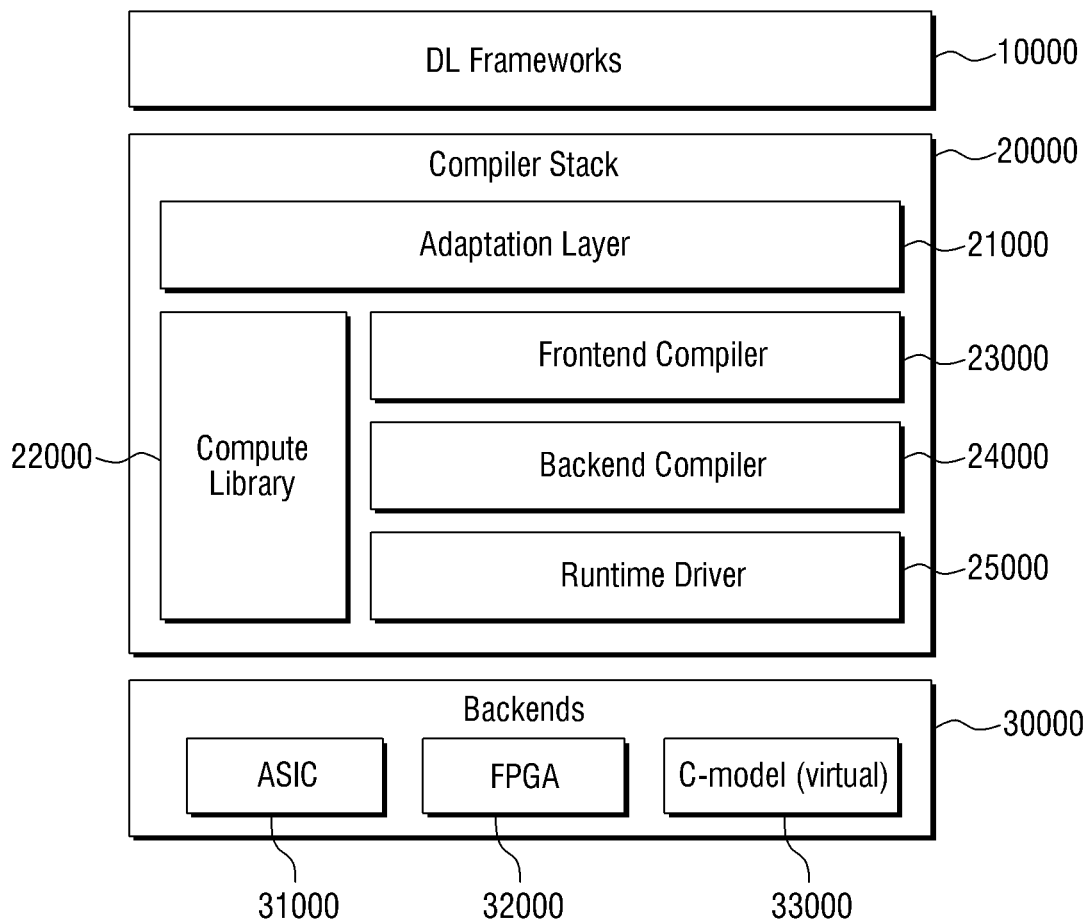 DL Frameworks
10000
Compiler Stack
20000
Adaptation Layer
21000
Frontend Compiler
23000
22000
Compute
Library
Backend Compiler
24000
Runtime Driver
25000
Backends
30000
ASIC
FPGA
C-model (virtual)
31000
32000
33000